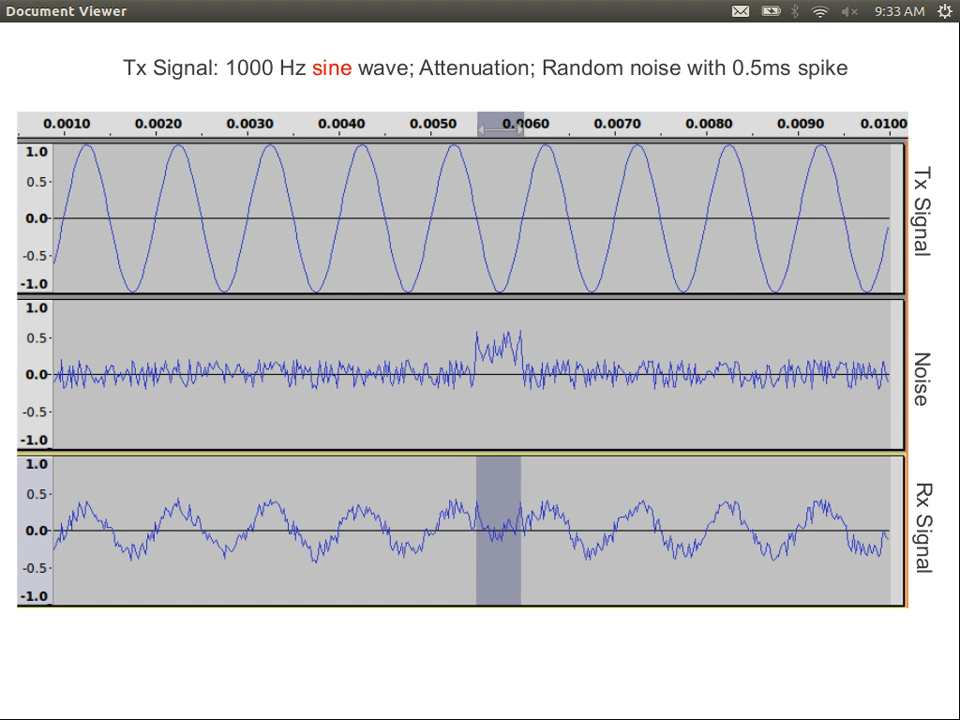 Document Viewer 9:33 AM
Tx Signal: 1000 Hz sine wave; Attenuation; Random noise with 0.5ms spike
0.0010 0.0020 0.0030 0.0040 0.0050 0.0060 0.0070 0.0080 0.0090 0.0100
1.0
0.5
0.0
-0.5
-1.0
Tx Signal
1.0
0.5
0.0
-0.5
-1.0
Noise
1.0
0.5
0.0
-0.5
-1.0
Rx Signal